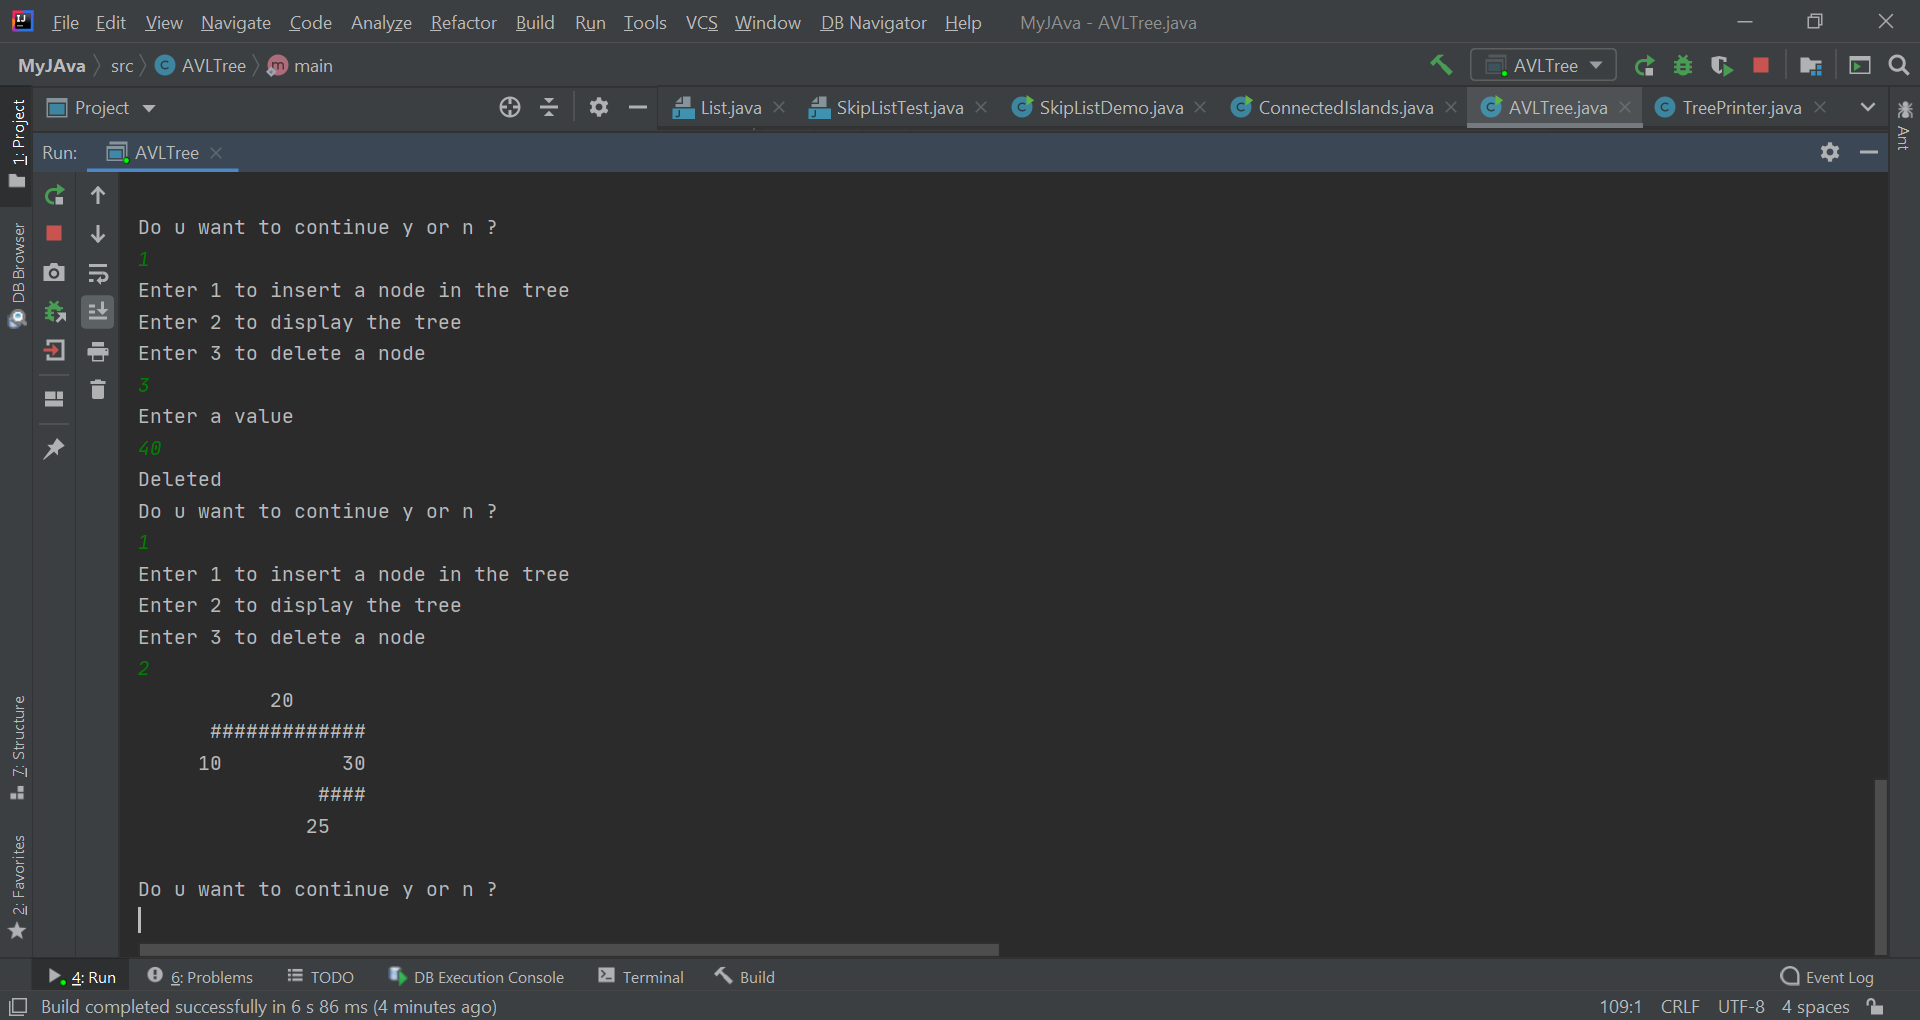 File Edit View Navigate Code Analyze Refactor Build Run Tools VCS Window DB Navigator Help MyJAva - AVLTree.java
MyJAva src AVLTree main AVLTree
Project List.java SkipListTest.java SkipListDemo.java ConnectedIslands.java AVLTree.java TreePrinter.java
Run: AVLTree
1: Project
DB Browser
7: Structure
2: Favorites
Ant
Do u want to continue y or n ?
1
Enter 1 to insert a node in the tree
Enter 2 to display the tree
Enter 3 to delete a node
3
Enter a value
40
Deleted
Do u want to continue y or n ?
1
Enter 1 to insert a node in the tree
Enter 2 to display the tree
Enter 3 to delete a node
2
20
#############
10 30
####
25
Do u want to continue y or n ?
4: Run 6: Problems TODO DB Execution Console Terminal Build Event Log
Build completed successfully in 6 s 86 ms (4 minutes ago) 109:1 CRLF UTF-8 4 spaces